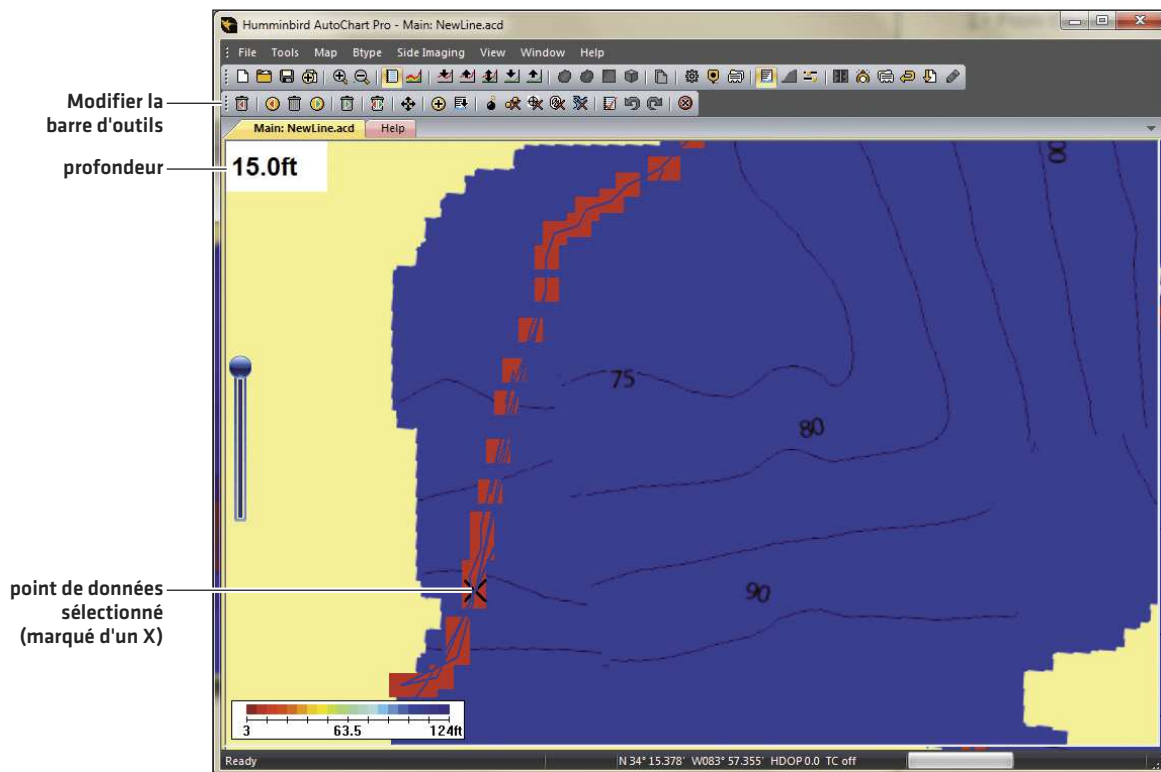 Humminbird AutoChart Pro - Main: NewLine.acd
File Tools Map Btype Side Imaging View Window Help
Modifier la
barre d'outils
Main: NewLine.acd Help
profondeur
15.0ft
00
75
80
90
point de données
sélectionné
(marqué d'un X)
3 63.5 124ft
Ready N 34° 15.378' W083° 57.355' HDOP 0.0 TC off